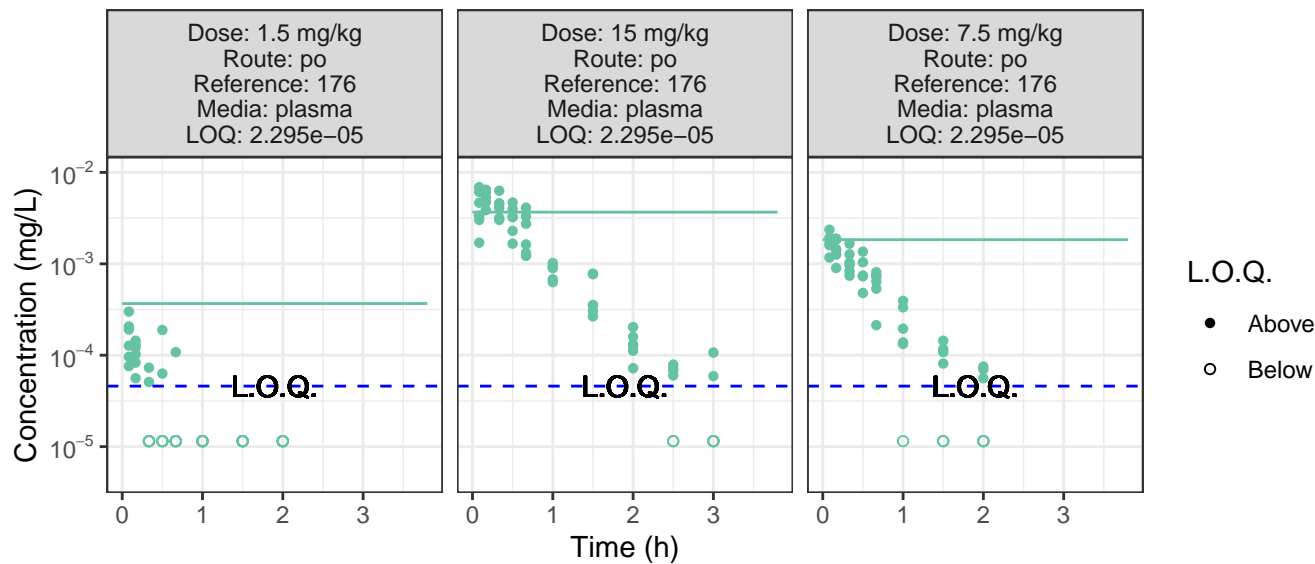 Dose: 1.5 mg/kg
Route: po
Reference: 176
Media: plasma
LOQ: 2.295e−05
Dose: 15 mg/kg
Route: po
Reference: 176
Media: plasma
LOQ: 2.295e−05
Dose: 7.5 mg/kg
Route: po
Reference: 176
Media: plasma
LOQ: 2.295e−05
Concentration (mg/L)
10⁻²
10⁻³
10⁻⁴
10⁻⁵
L.O.Q.
L.O.Q.
L.O.Q.
0 1 2 3
0 1 2 3
0 1 2 3
Time (h)
L.O.Q.
Above
Below